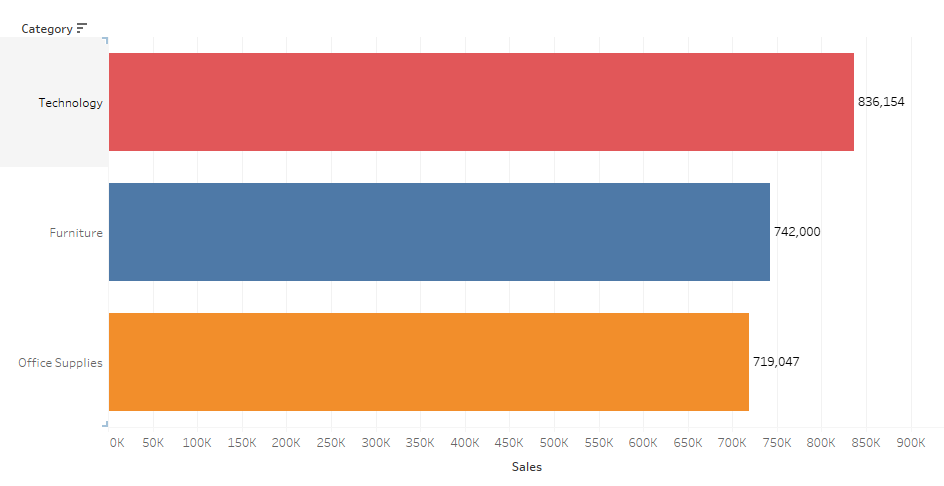 Category
Technology
836,154
Furniture
742,000
Office Supplies
719,047
0K 50K 100K 150K 200K 250K 300K 350K 400K 450K 500K 550K 600K 650K 700K 750K 800K 850K 900K
Sales